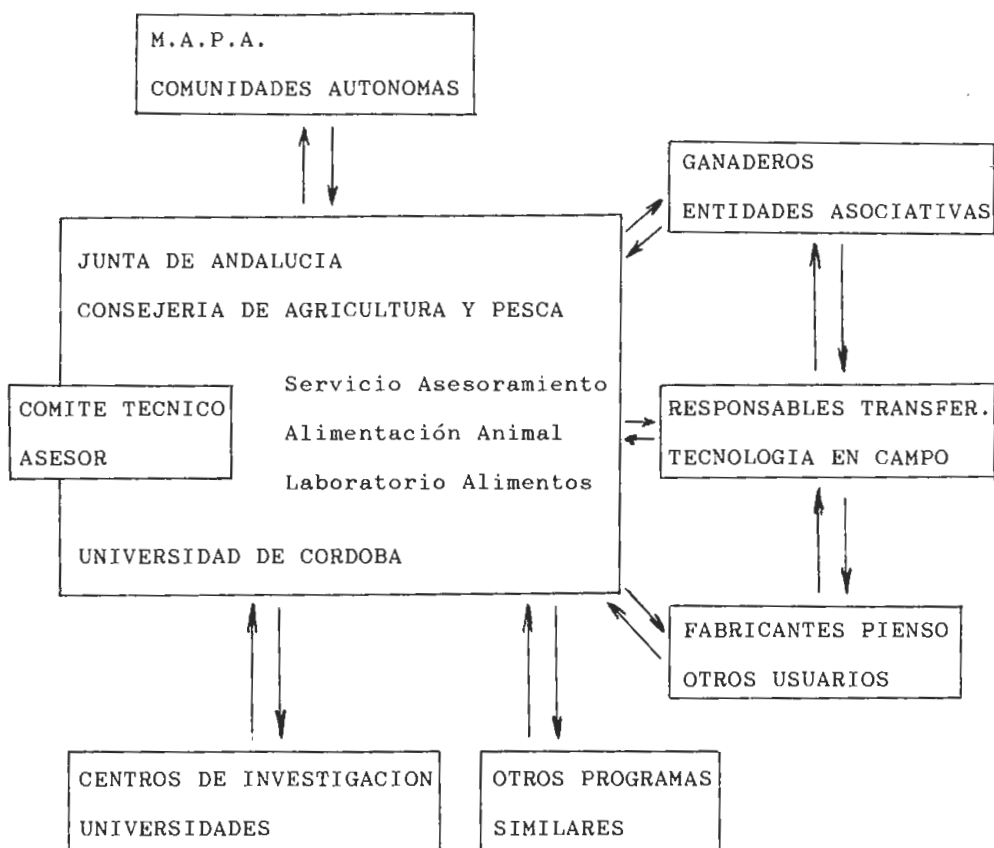 M.A.P.A.
COMUNIDADES AUTONOMAS
GANADEROS
ENTIDADES ASOCIATIVAS
JUNTA DE ANDALUCIA
CONSEJERIA DE AGRICULTURA Y PESCA
Servicio Asesoramiento
Alimentación Animal
Laboratorio Alimentos
COMITE TECNICO
ASESOR
RESPONSABLES TRANSFER.
TECNOLOGIA EN CAMPO
UNIVERSIDAD DE CORDOBA
FABRICANTES PIENSO
OTROS USUARIOS
CENTROS DE INVESTIGACION
UNIVERSIDADES
OTROS PROGRAMAS
SIMILARES